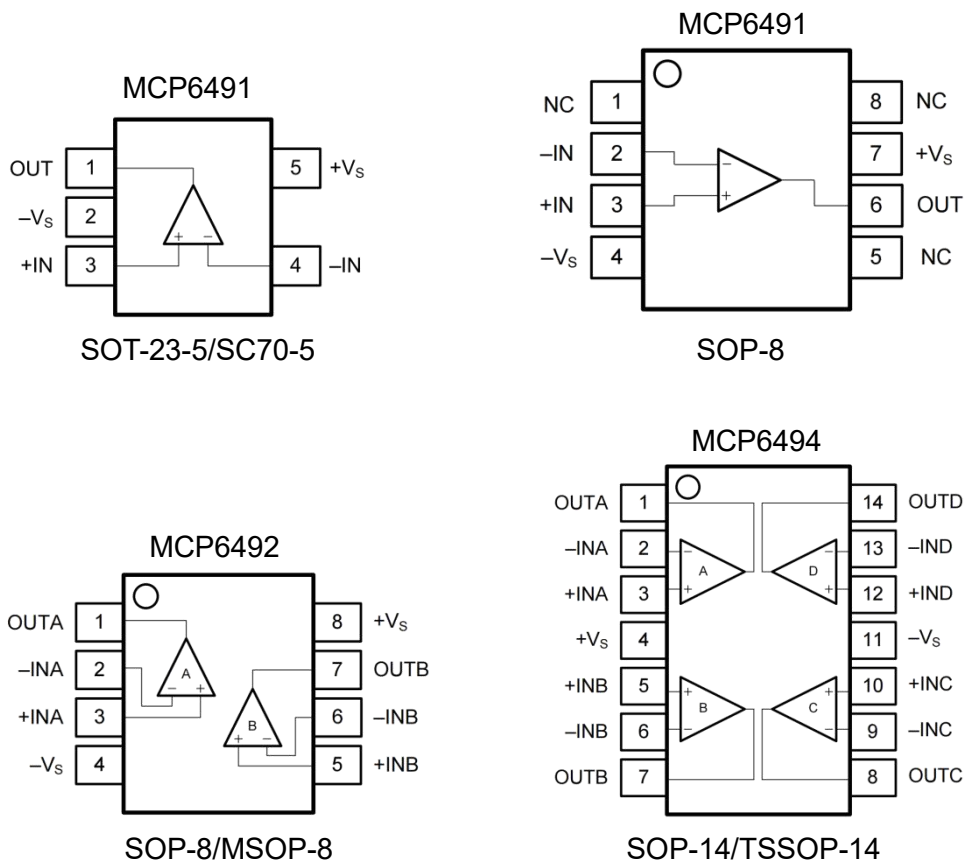 MCP6491
OUT 1 5 +VS
–VS 2
+IN 3 4 –IN
+ −
SOT-23-5/SC70-5
MCP6491
NC 1 8 NC
–IN 2 − 7 +VS
+IN 3 + 6 OUT
–VS 4 5 NC
SOP-8
MCP6492
OUTA 1 8 +VS
–INA 2 A 7 OUTB
− +
+INA 3 B 6 –INB
+ −
–VS 4 5 +INB
SOP-8/MSOP-8
MCP6494
OUTA 1 14 OUTD
–INA 2 − − 13 –IND
A D
+INA 3 + + 12 +IND
+VS 4 11 –VS
+INB 5 + + 10 +INC
B C
–INB 6 − − 9 –INC
OUTB 7 8 OUTC
SOP-14/TSSOP-14